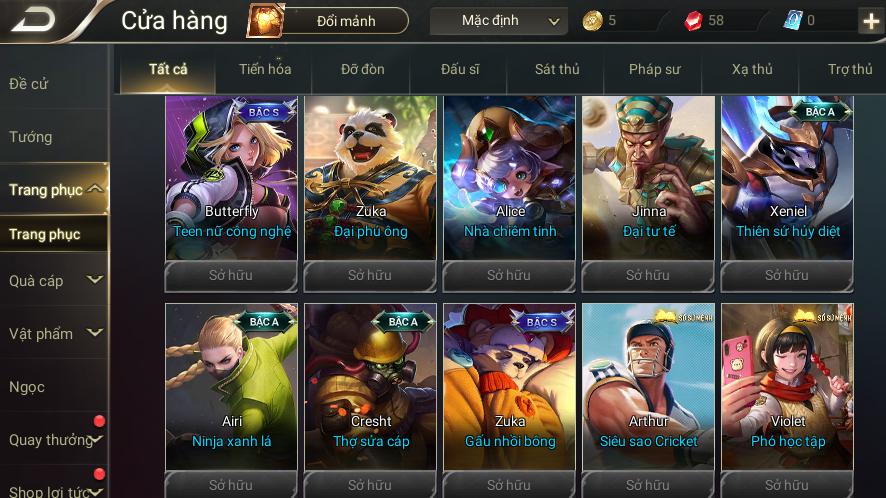 Cửa hàng
Đổi mảnh
Mặc định
5
58
0
Đề cử
Tướng
Trang phục
Trang phục
Quà cáp
Vật phẩm
Ngọc
Quay thưởng
Shop lợi tức
Tất cả
Tiến hóa
Đỡ đòn
Đấu sĩ
Sát thủ
Pháp sư
Xạ thủ
Trợ thủ
BẬC S
Butterfly
Teen nữ công nghệ
Sở hữu
Zuka
Đại phú ông
Sở hữu
Alice
Nhà chiêm tinh
Sở hữu
Jinna
Đại tư tế
Sở hữu
BẬC A
Xeniel
Thiên sứ hủy diệt
Sở hữu
BẬC A
Airi
Ninja xanh lá
Sở hữu
BẬC A
Cresht
Thợ sửa cáp
Sở hữu
BẬC S
Zuka
Gấu nhồi bông
Sở hữu
SỔ SỨ MỆNH
Arthur
Siêu sao Cricket
Sở hữu
SỔ SỨ MỆNH
Violet
Phó học tập
Sở hữu